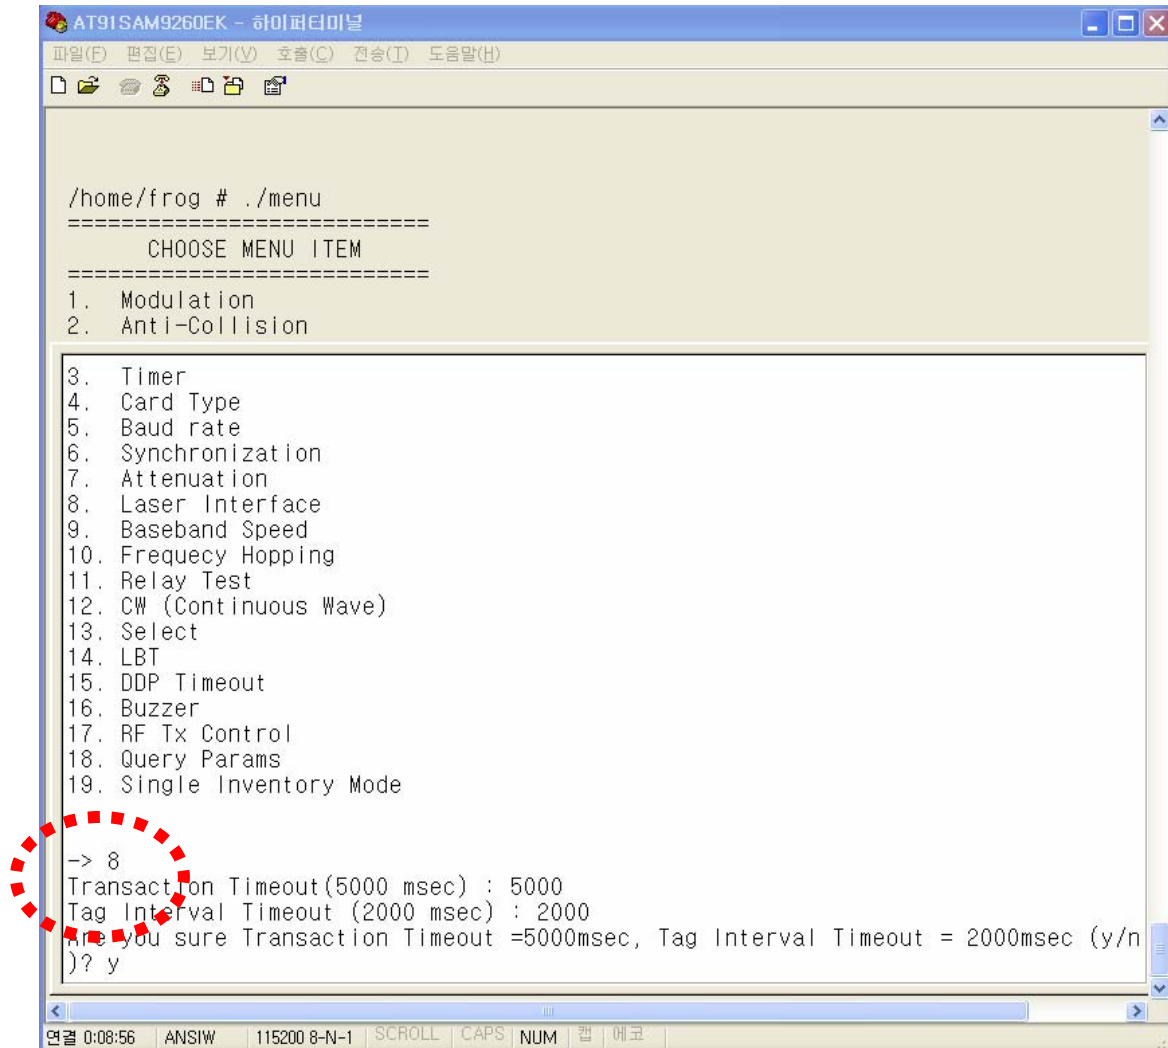 AT91SAM9260EK - 하이퍼터미널
파일(F) 편집(E) 보기(V) 호출(C) 전송(T) 도움말(H)
/home/frog # ./menu
===========================
CHOOSE MENU ITEM
===========================
1. Modulation
2. Anti-Collision
3. Timer
4. Card Type
5. Baud rate
6. Synchronization
7. Attenuation
8. Laser Interface
9. Baseband Speed
10. Frequecy Hopping
11. Relay Test
12. CW (Continuous Wave)
13. Select
14. LBT
15. DDP Timeout
16. Buzzer
17. RF Tx Control
18. Query Params
19. Single Inventory Mode
-> 8
Transaction Timeout(5000 msec) : 5000
Tag Interval Timeout (2000 msec) : 2000
Are you sure Transaction Timeout =5000msec, Tag Interval Timeout = 2000msec (y/n
)? y
연결 0:08:56 ANSIW 115200 8-N-1 SCROLL CAPS NUM 캡 에코